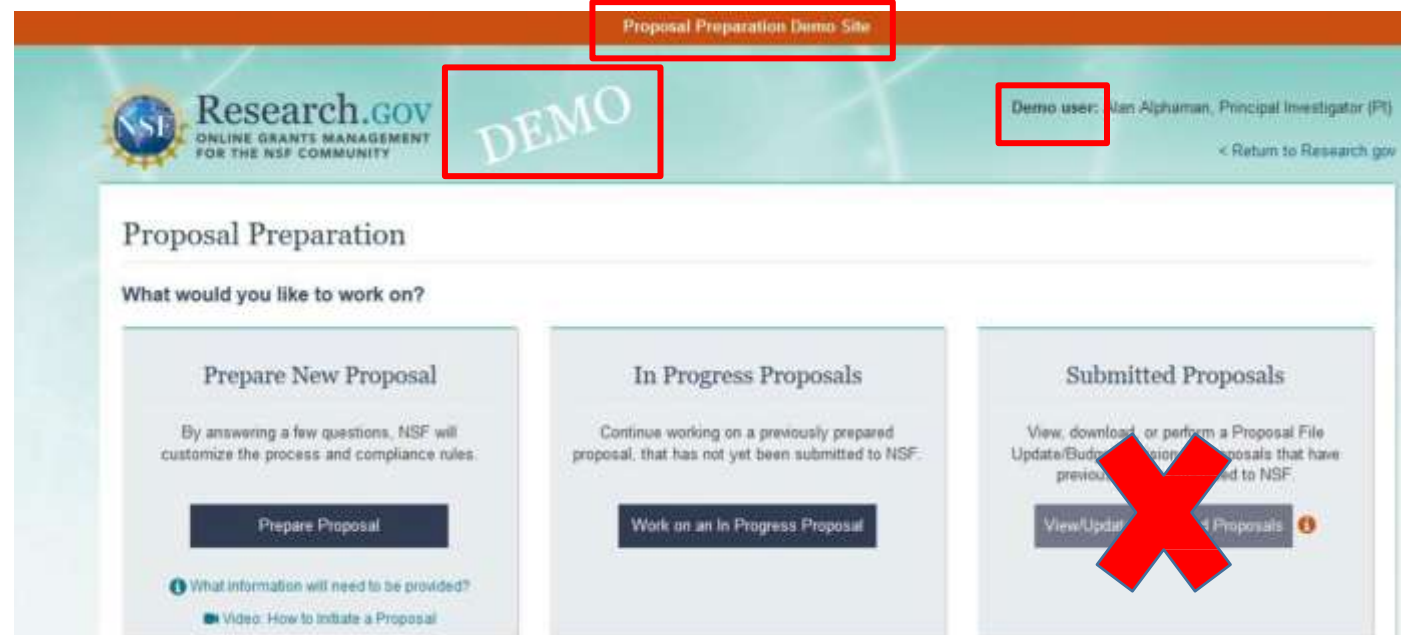 Proposal Preparation Demo Site
NSF
Research.gov
ONLINE GRANTS MANAGEMENT
FOR THE NSF COMMUNITY
DEMO
Demo user: Alan Alphaman, Principal Investigator (PI)
< Return to Research.gov
Proposal Preparation
What would you like to work on?
Prepare New Proposal
By answering a few questions, NSF will
customize the process and compliance rules.
Prepare Proposal
What information will need to be provided?
Video: How to Initiate a Proposal
In Progress Proposals
Continue working on a previously prepared
proposal, that has not yet been submitted to NSF.
Work on an In Progress Proposal
Submitted Proposals
View, download, or perform a Proposal File
that have
to NSF.
Proposals